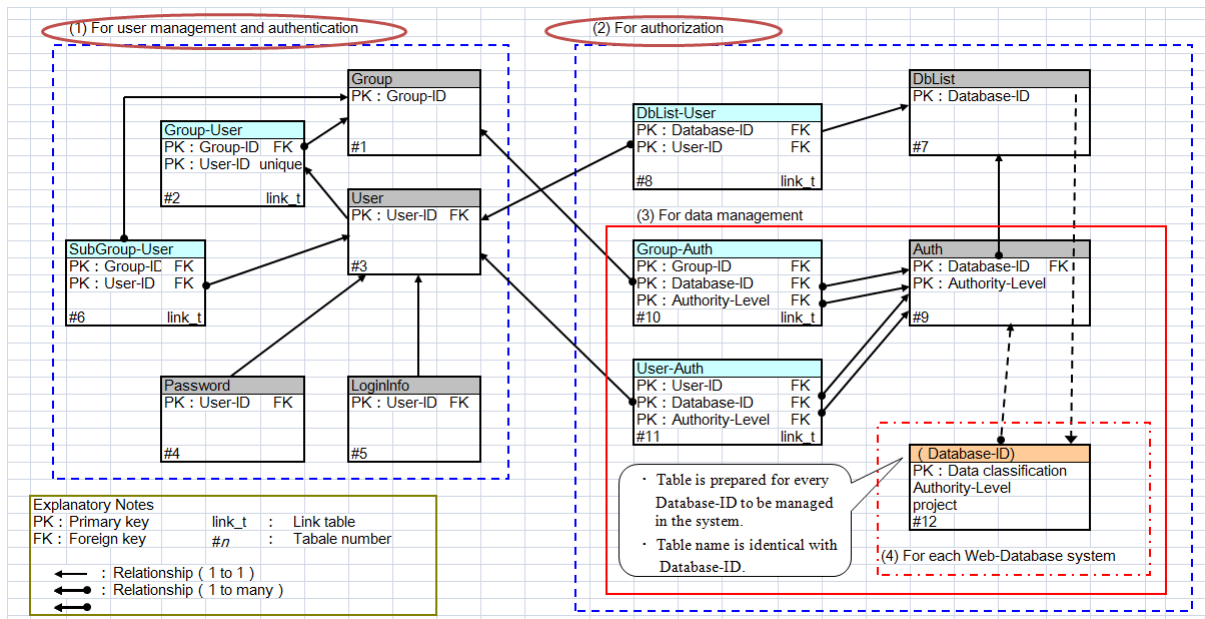 (1) For user management and authentication
Group
PK : Group-ID
#1
Group-User
PK : Group-ID FK
PK : User-ID unique
#2 link_t
User
PK : User-ID FK
#3
SubGroup-User
PK : Group-ID FK
PK : User-ID FK
#6 link_t
Password
PK : User-ID FK
#4
LoginInfo
PK : User-ID FK
#5
(2) For authorization
DbList-User
PK : Database-ID FK
PK : User-ID FK
#8 link_t
DbList
PK : Database-ID
#7
(3) For data management
Group-Auth
PK : Group-ID FK
PK : Database-ID FK
PK : Authority-Level FK
#10 link_t
Auth
PK : Database-ID FK
PK : Authority-Level
#9
User-Auth
PK : User-ID FK
PK : Database-ID FK
PK : Authority-Level FK
#11 link_t
( Database-ID)
PK : Data classification
Authority-Level
project
#12
(4) For each Web-Database system
· Table is prepared for every
Database-ID to be managed
in the system.
· Table name is identical with
Database-ID.
Explanatory Notes
PK : Primary key link_t : Link table
FK : Foreign key #n : Tabale number
: Relationship ( 1 to 1 )
: Relationship ( 1 to many )